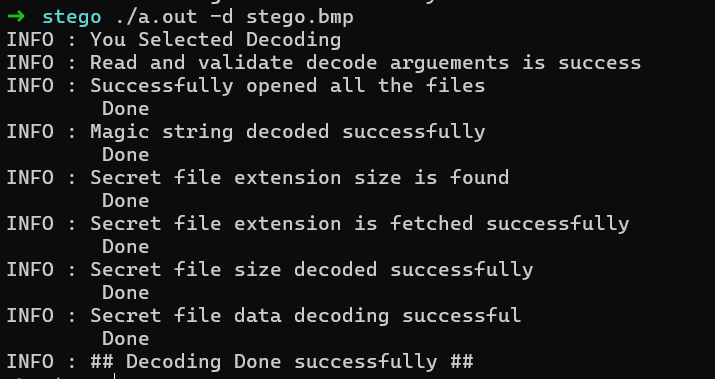 ➜ stego ./a.out -d stego.bmp
INFO : You Selected Decoding
INFO : Read and validate decode arguements is success
INFO : Successfully opened all the files
        Done
INFO : Magic string decoded successfully
        Done
INFO : Secret file extension size is found
        Done
INFO : Secret file extension is fetched successfully
        Done
INFO : Secret file size decoded successfully
        Done
INFO : Secret file data decoding successful
        Done
INFO : ## Decoding Done successfully ##